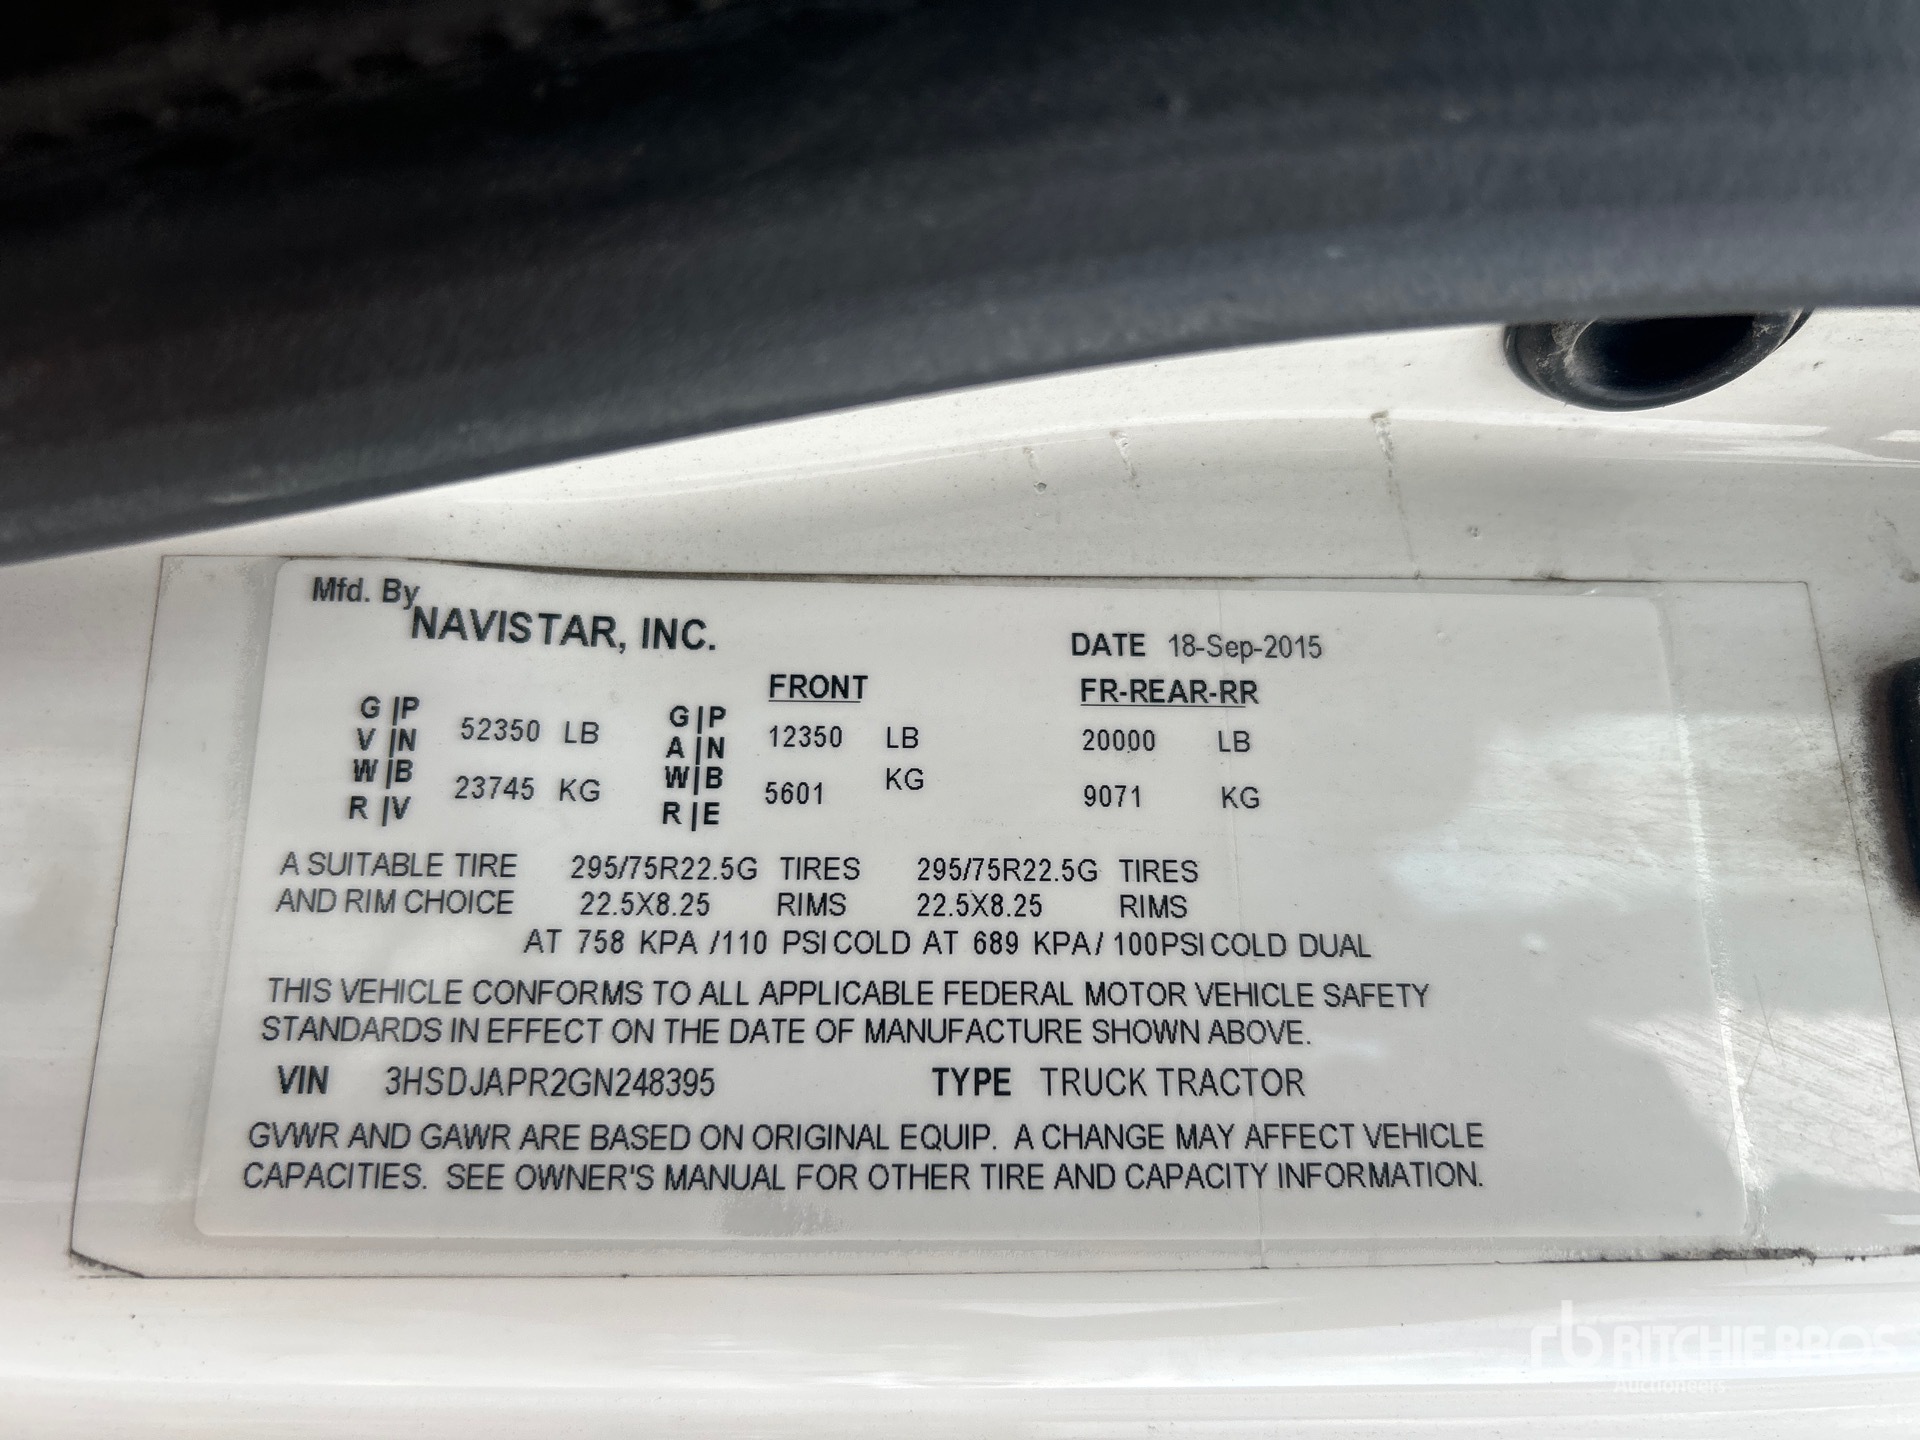 Mfd. By
NAVISTAR, INC.
DATE 18-Sep-2015
FRONT FR-REAR-RR
G|P V|N W|B R|V 52350 LB G|P A|N W|B R|E 12350 LB 20000 LB
23745 KG 5601 KG 9071 KG
A SUITABLE TIRE 295/75R22.5G TIRES 295/75R22.5G TIRES
AND RIM CHOICE 22.5X8.25 RIMS 22.5X8.25 RIMS
AT 758 KPA /110 PSI COLD AT 689 KPA/ 100PSI COLD DUAL
THIS VEHICLE CONFORMS TO ALL APPLICABLE FEDERAL MOTOR VEHICLE SAFETY
STANDARDS IN EFFECT ON THE DATE OF MANUFACTURE SHOWN ABOVE.
VIN 3HSDJAPR2GN248395 TYPE TRUCK TRACTOR
GVWR AND GAWR ARE BASED ON ORIGINAL EQUIP. A CHANGE MAY AFFECT VEHICLE
CAPACITIES. SEE OWNER'S MANUAL FOR OTHER TIRE AND CAPACITY INFORMATION.
rb RITCHIE BROS
Auctioneers